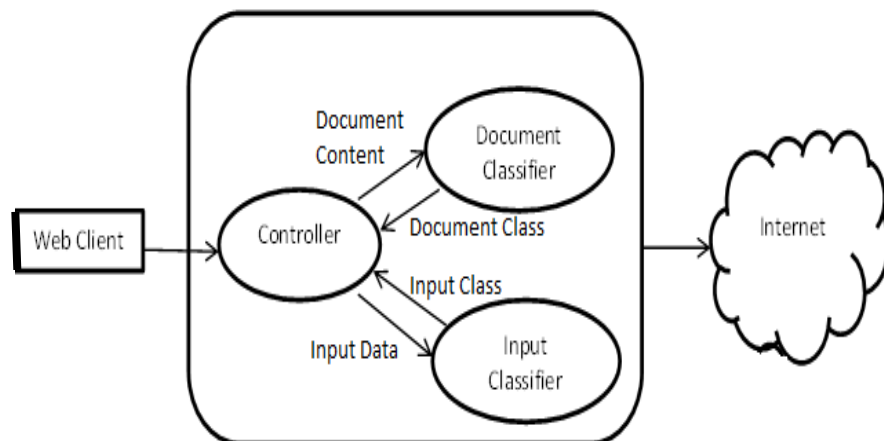 Web Client
Controller
Document
Content
Document
Classifier
Document Class
Input Class
Input Data
Input
Classifier
Internet